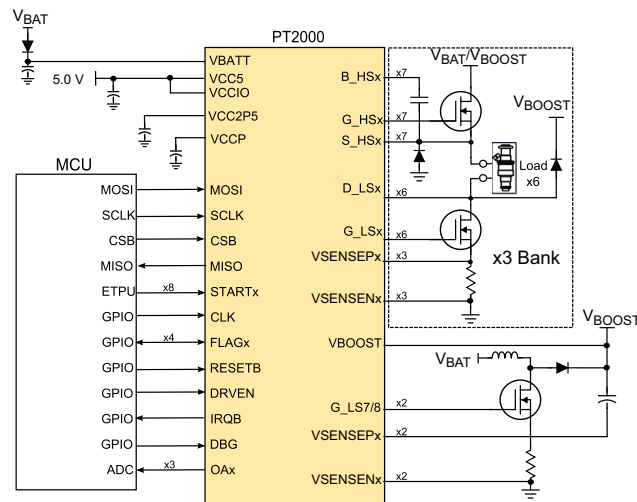 VBAT
PT2000
VBATT
5.0 V
VCC5
VCCIO
VCC2P5
VCCP
MCU
MOSI MOSI
SCLK SCLK
CSB CSB
MISO MISO
ETPU x8 STARTx
GPIO CLK
GPIO x4 FLAGx
GPIO RESETB
GPIO DRVEN
GPIO IRQB
GPIO DBG
ADC x3 OAx
VBAT/VBOOST
B_HSx x7
VBOOST
G_HSx x7
S_HSx x7
Load
x6
D_LSx x6
G_LSx x6
VSENSEPx x3
x3 Bank
VSENSENx x3
VBOOST
VBOOST
VBAT
G_LS7/8 x2
VSENSEPx x2
VSENSENx x2